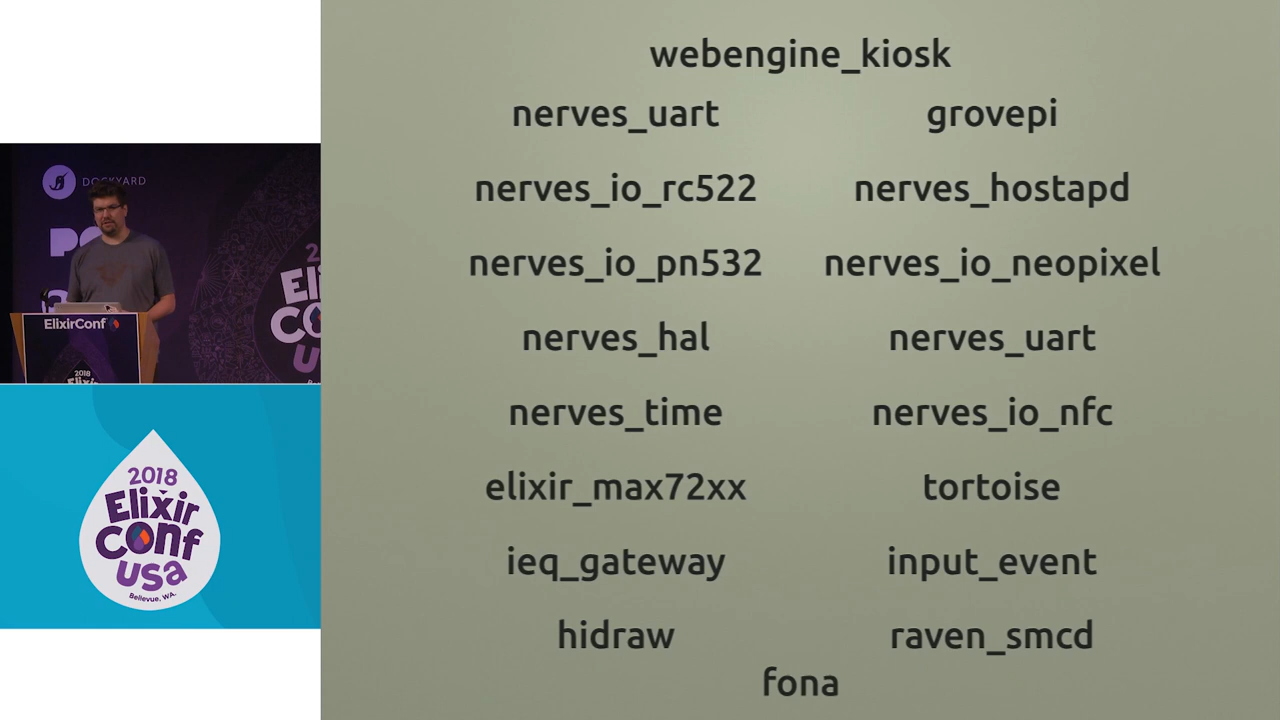 webengine_kiosk
nerves_uart grovepi
nerves_io_rc522 nerves_hostapd
nerves_io_pn532 nerves_io_neopixel
nerves_hal nerves_uart
nerves_time nerves_io_nfc
elixir_max72xx tortoise
ieq_gateway input_event
hidraw raven_smcd
fona
DOCKYARD
ElixirConf
2018
Elixir
Conf
usa
Bellevue, WA.